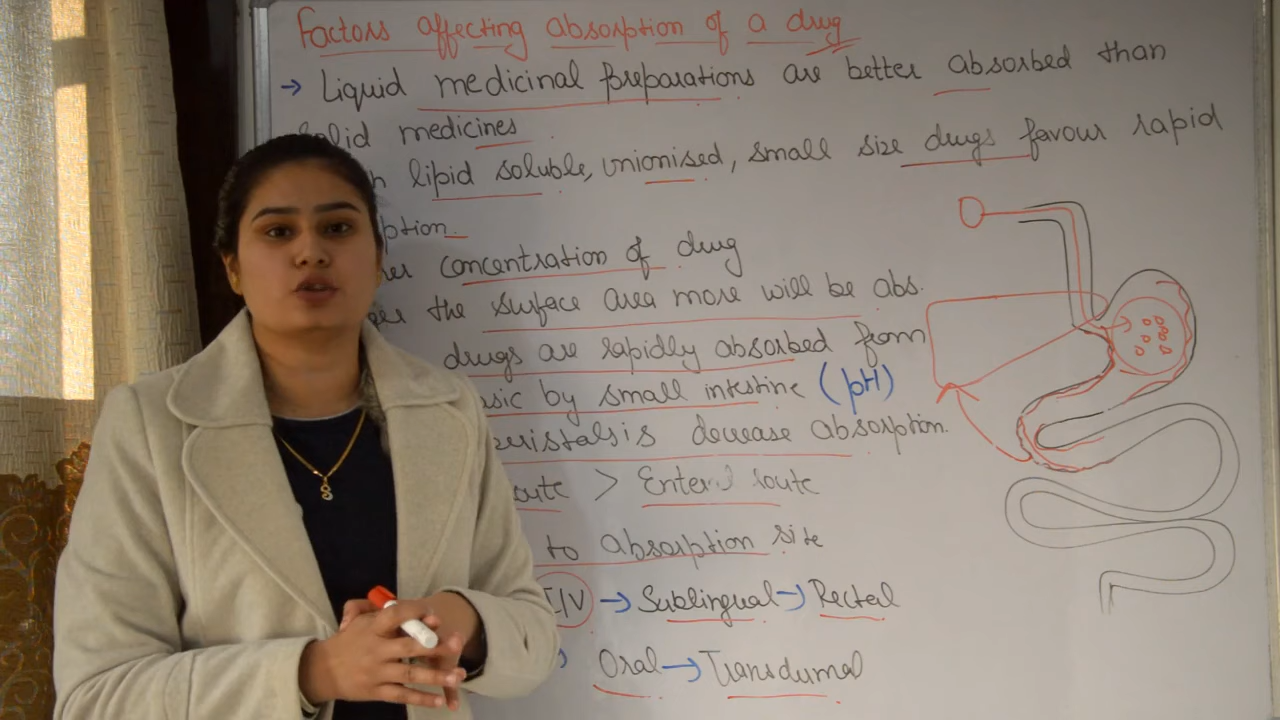 Factors affecting absorption of a drug
→ Liquid medicinal preparations are better absorbed than
solid medicines.
lipid soluble, unionised, small size drugs favour rapid
ption.
concentration of drug
the surface area more will be abs.
drugs are rapidly absorbed from
by small intestine (pH)
decrease absorption.
> Enteral route
to absorption site
I/V → Sublingual → Rectal
Oral → Transdermal